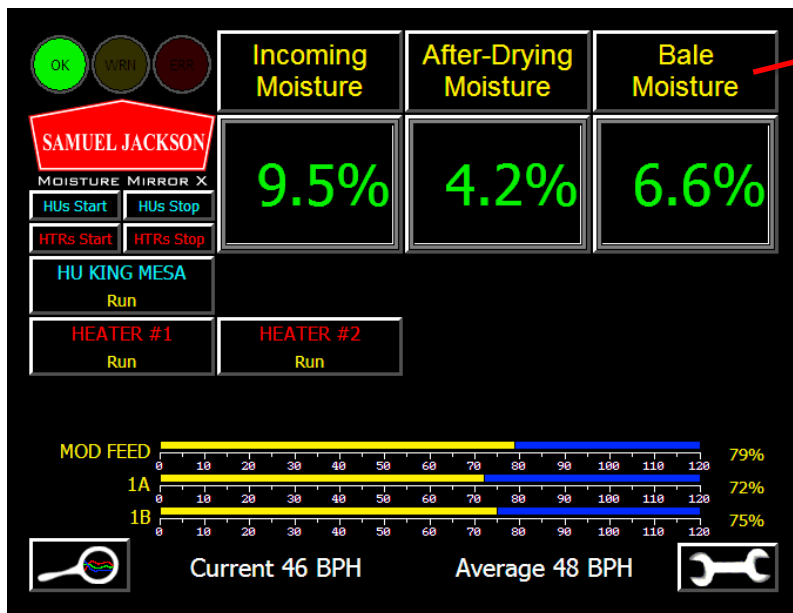 OK WRN ERR
Incoming Moisture
After-Drying Moisture
Bale Moisture
SAMUEL JACKSON
MOISTURE MIRROR X
9.5% 4.2% 6.6%
HUs Start HUs Stop
HTRs Start HTRs Stop
HU KING MESA
Run
HEATER #1 HEATER #2
Run Run
MOD FEED 79%
0 10 20 30 40 50 60 70 80 90 100 110 120
1A 72%
0 10 20 30 40 50 60 70 80 90 100 110 120
1B 75%
0 10 20 30 40 50 60 70 80 90 100 110 120
Current 46 BPH Average 48 BPH